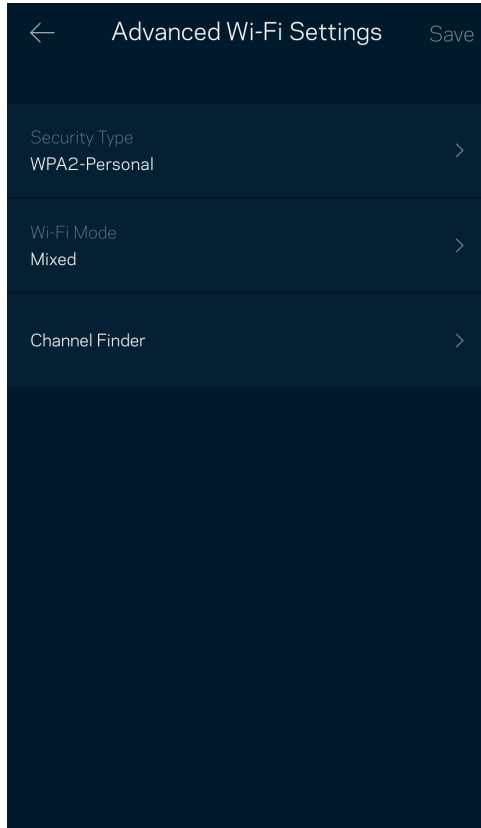 Advanced Wi-Fi Settings
Save
Security Type
WPA2-Personal
Wi-Fi Mode
Mixed
Channel Finder